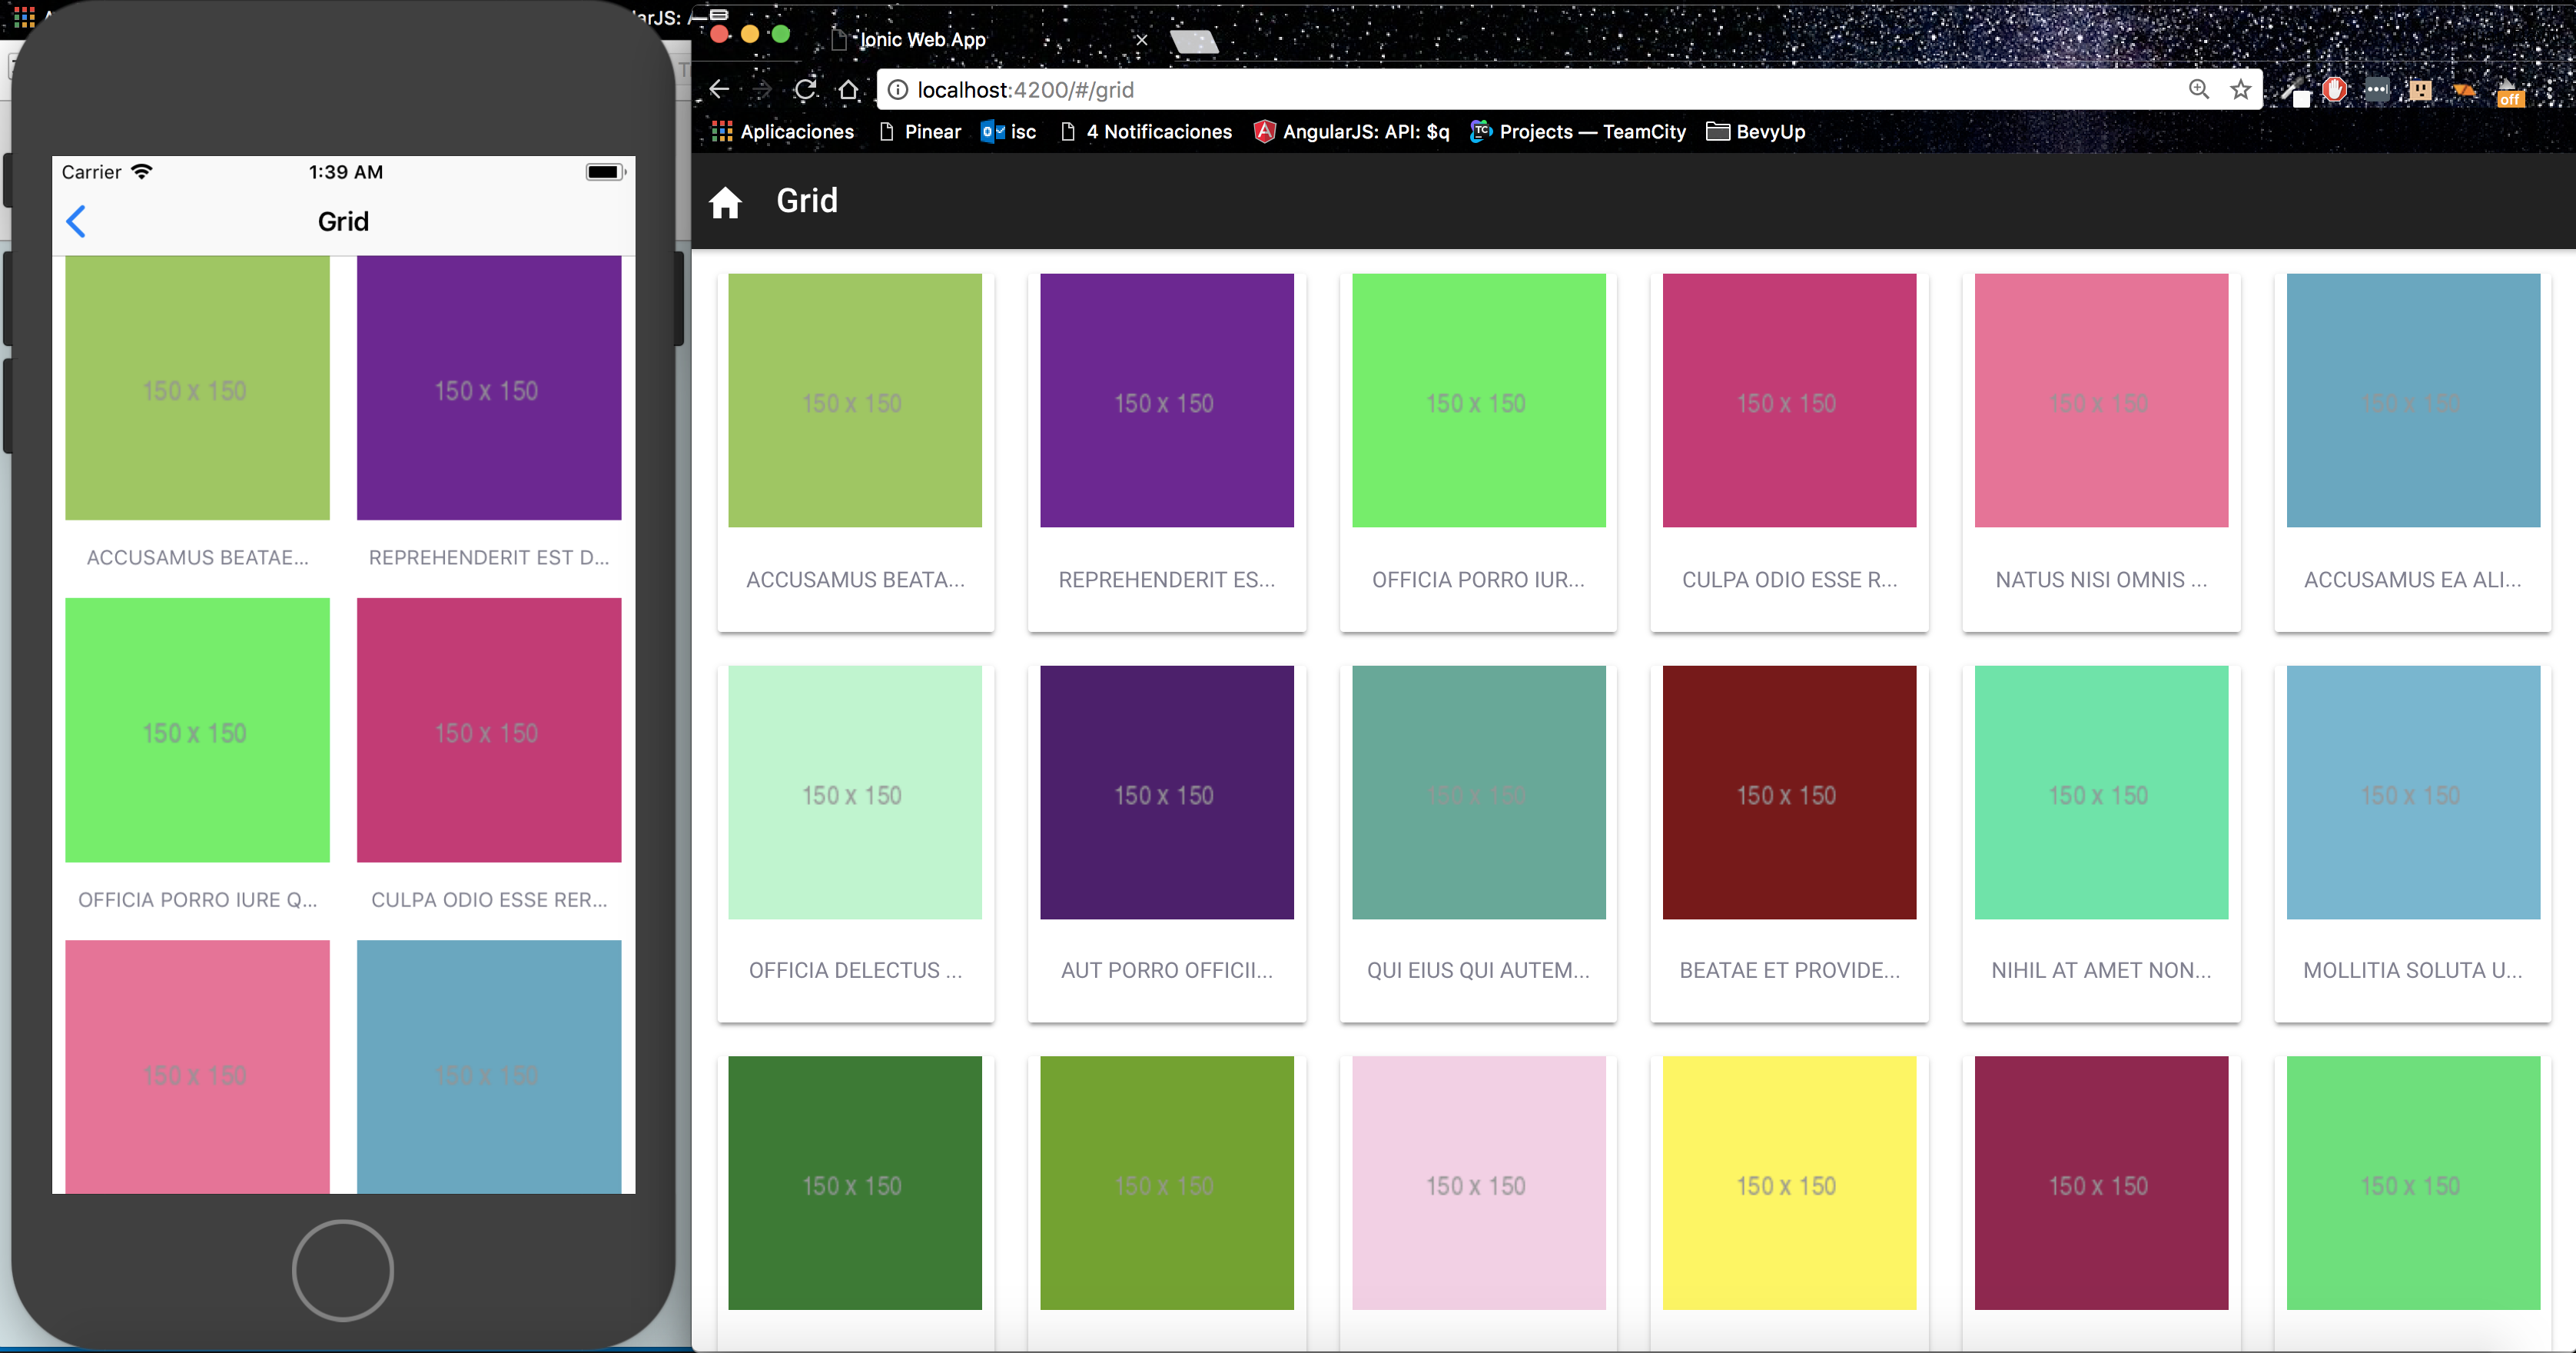 arJS: A
Carrier
1:39 AM
Grid
150 x 150
150 x 150
ACCUSAMUS BEATAE...
REPREHENDERIT EST D...
150 x 150
150 x 150
OFFICIA PORRO IURE Q...
CULPA ODIO ESSE RER...
150 x 150
150 x 150
Ionic Web App
localhost:4200/#/grid
off
Aplicaciones
Pinear
isc
4 Notificaciones
AngularJS: API: $q
TC
Projects — TeamCity
BevyUp
Grid
150 x 150
150 x 150
150 x 150
150 x 150
150 x 150
150 x 150
ACCUSAMUS BEATA...
REPREHENDERIT ES...
OFFICIA PORRO IUR...
CULPA ODIO ESSE R...
NATUS NISI OMNIS ...
ACCUSAMUS EA ALI...
150 x 150
150 x 150
150 x 150
150 x 150
150 x 150
150 x 150
OFFICIA DELECTUS ...
AUT PORRO OFFICII...
QUI EIUS QUI AUTEM...
BEATAE ET PROVIDE...
NIHIL AT AMET NON...
MOLLITIA SOLUTA U...
150 x 150
150 x 150
150 x 150
150 x 150
150 x 150
150 x 150